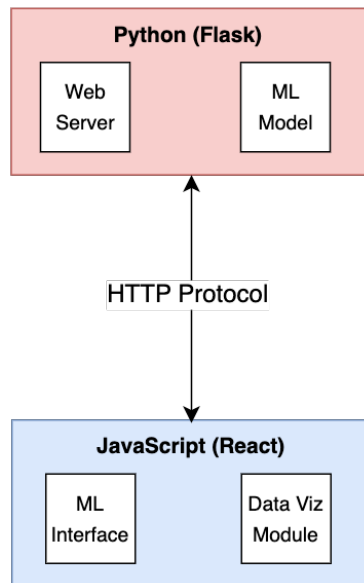 Python (Flask)
Web
Server
ML
Model
HTTP Protocol
JavaScript (React)
ML
Interface
Data Viz
Module